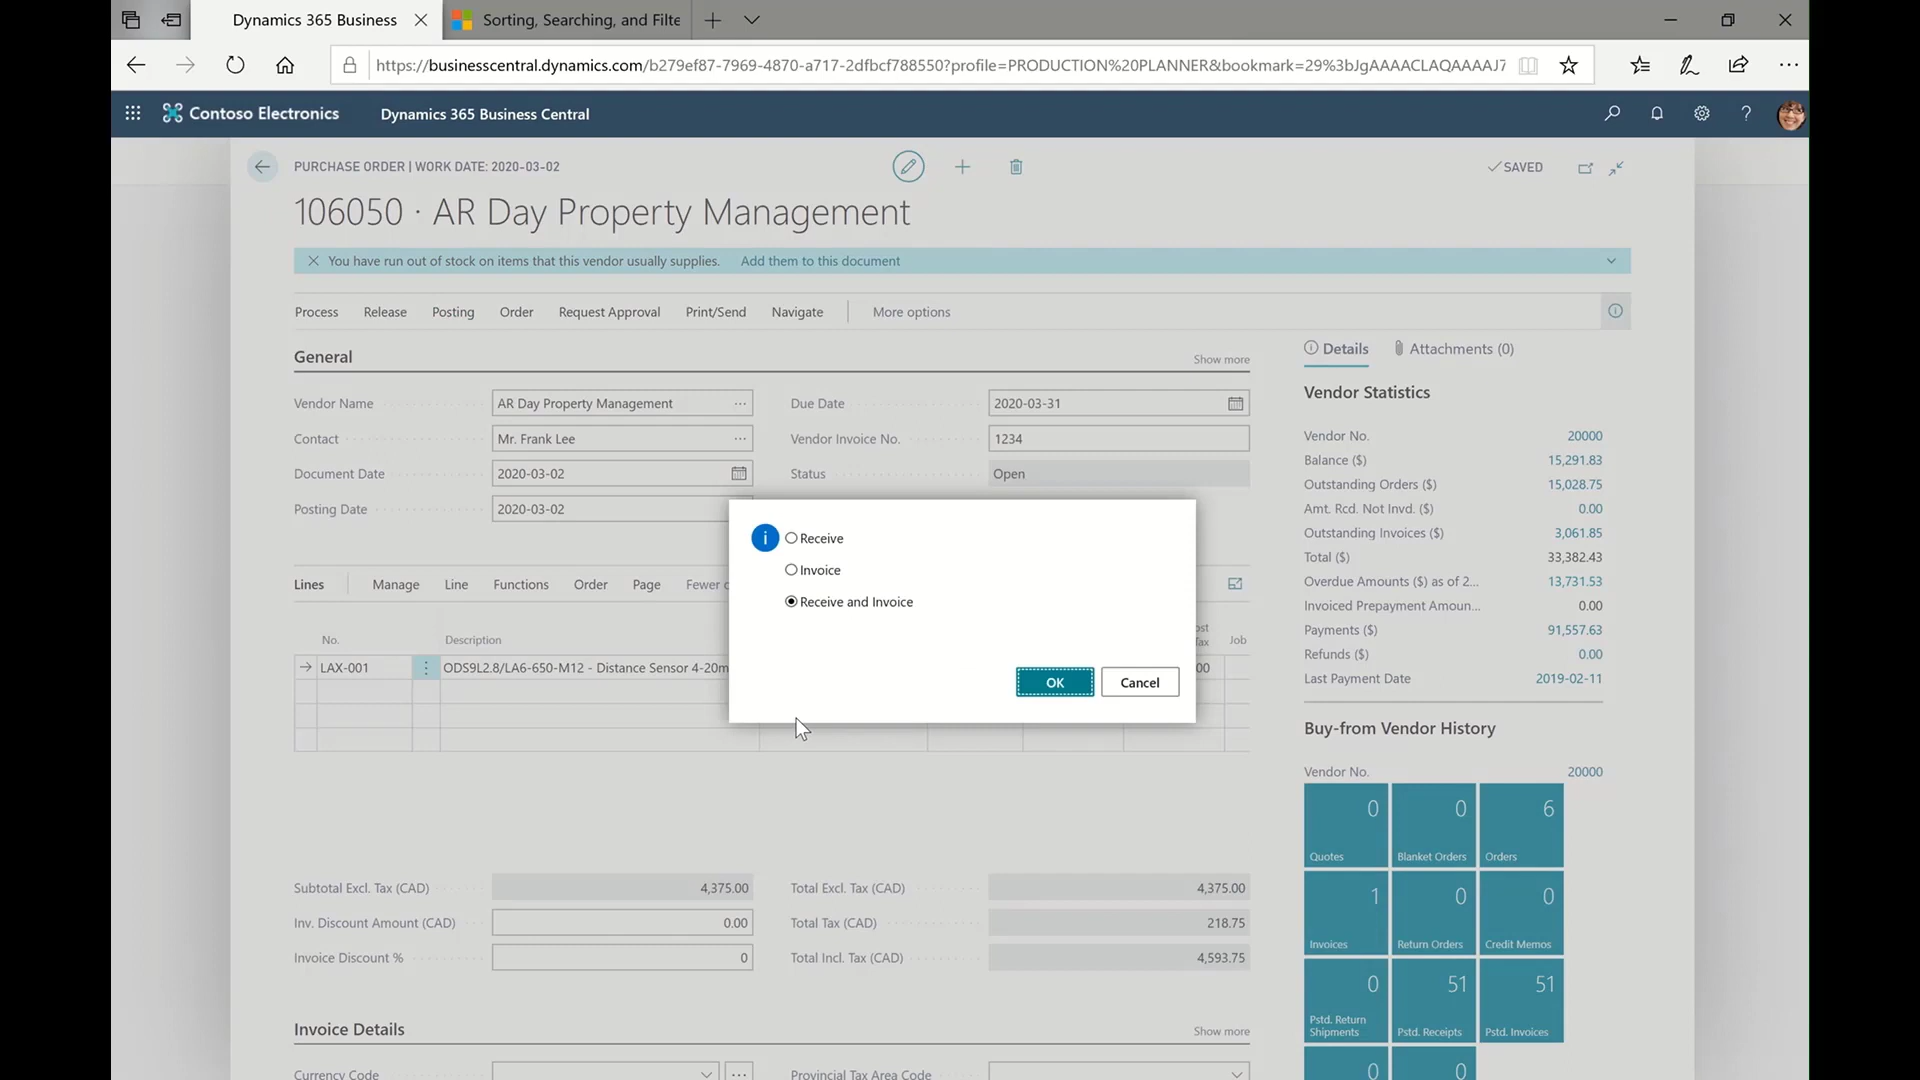 Dynamics 365 Business
Sorting, Searching, and Filte
https://businesscentral.dynamics.com/b279ef87-7969-4870-a717-2dfbcf788550?profile=PRODUCTION%20PLANNER&bookmark=29%3bJgAAAACLAQAAAAJ7
Contoso Electronics
Dynamics 365 Business Central
PURCHASE ORDER | WORK DATE: 2020-03-02
SAVED
106050 · AR Day Property Management
You have run out of stock on items that this vendor usually supplies. Add them to this document
Process Release Posting Order Request Approval Print/Send Navigate More options
General
Show more
Vendor Name AR Day Property Management
Due Date 2020-03-31
Contact Mr. Frank Lee
Vendor Invoice No. 1234
Document Date 2020-03-02
Status Open
Posting Date 2020-03-02
Receive
Invoice
Receive and Invoice
OK Cancel
Lines Manage Line Functions Order Page Fewer
No. Description Job
LAX-001 ODS9L2.8/LA6-650-M12 - Distance Sensor 4-20m
Subtotal Excl. Tax (CAD) 4,375.00
Total Excl. Tax (CAD) 4,375.00
Inv. Discount Amount (CAD) 0.00
Total Tax (CAD) 218.75
Invoice Discount % 0
Total Incl. Tax (CAD) 4,593.75
Invoice Details
Show more
Currency Code
Provincial Tax Area Code
Details Attachments (0)
Vendor Statistics
Vendor No. 20000
Balance ($) 15,291.83
Outstanding Orders ($) 15,028.75
Amt. Rcd. Not Invd. ($) 0.00
Outstanding Invoices ($) 3,061.85
Total ($) 33,382.43
Overdue Amounts ($) as of 2... 13,731.53
Invoiced Prepayment Amoun... 0.00
Payments ($) 91,557.63
Refunds ($) 0.00
Last Payment Date 2019-02-11
Buy-from Vendor History
Vendor No. 20000
0 0 6
Quotes Blanket Orders Orders
1 0 0
Invoices Return Orders Credit Memos
0 51 51
Pstd. Return Shipments Pstd. Receipts Pstd. Invoices
0 0